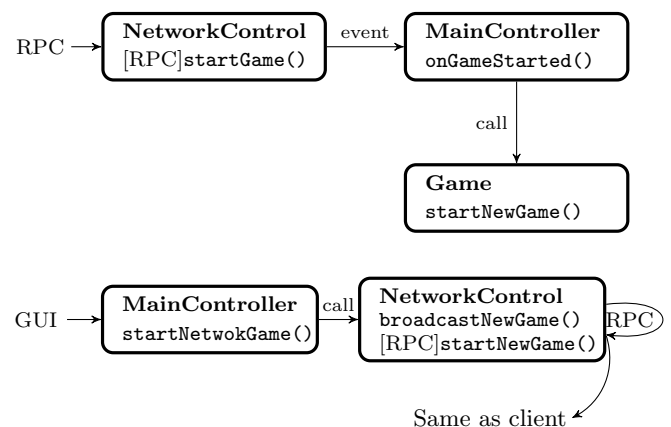 RPC
NetworkControl
[RPC]startGame()
event
MainController
onGameStarted()
call
Game
startNewGame()
GUI
MainController
startNetwokGame()
call
NetworkControl
broadcastNewGame()
[RPC]startNewGame()
RPC
Same as client